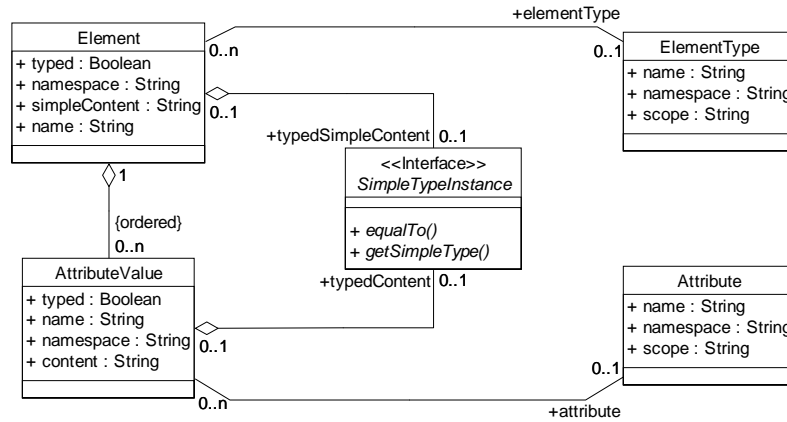 Element
+ typed : Boolean
+ namespace : String
+ simpleContent : String
+ name : String
0..n
+elementType
0..1
ElementType
+ name : String
+ namespace : String
+ scope : String
0..1
+typedSimpleContent
0..1
<<Interface>>
SimpleTypeInstance
+ equalTo()
+ getSimpleType()
+typedContent
0..1
1
{ordered}
0..n
AttributeValue
+ typed : Boolean
+ name : String
+ namespace : String
+ content : String
0..1
0..n
+attribute
0..1
Attribute
+ name : String
+ namespace : String
+ scope : String